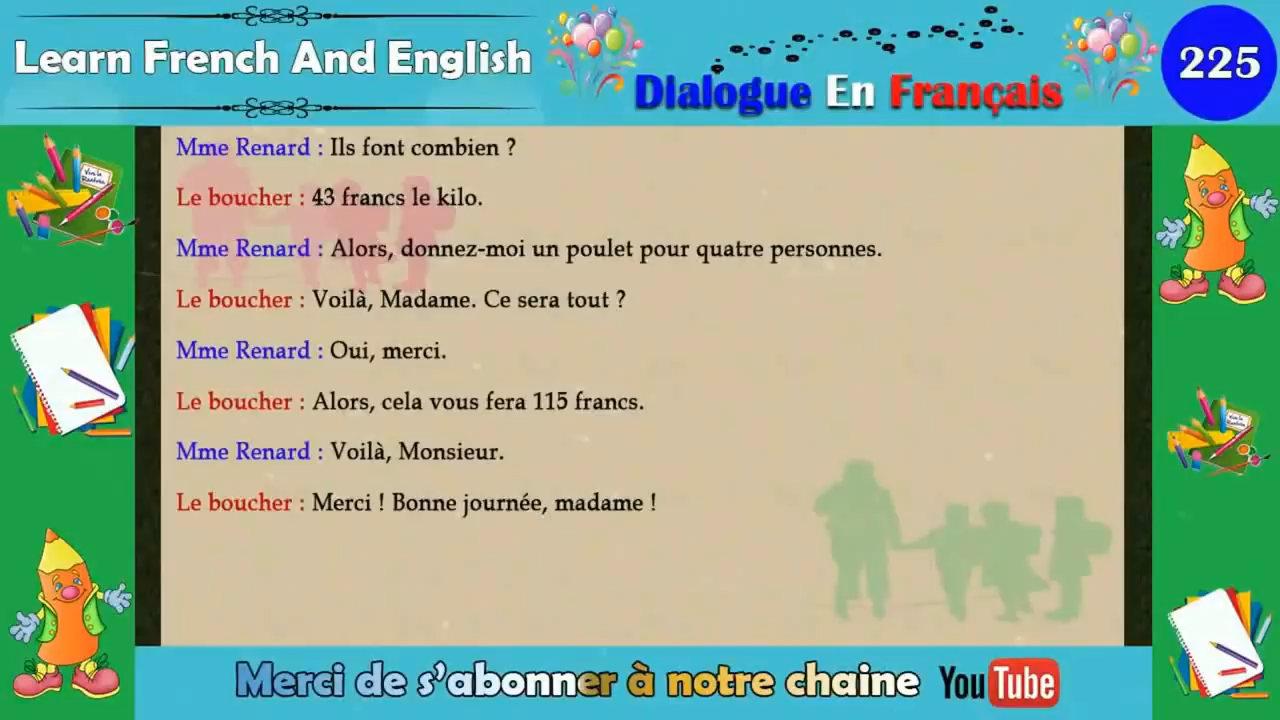 Learn French And English
Dialogue En Français
225
Mme Renard : Ils font combien ?
Le boucher : 43 francs le kilo.
Mme Renard : Alors, donnez-moi un poulet pour quatre personnes.
Le boucher : Voilà, Madame. Ce sera tout ?
Mme Renard : Oui, merci.
Le boucher : Alors, cela vous fera 115 francs.
Mme Renard : Voilà, Monsieur.
Le boucher : Merci ! Bonne journée, madame !
Merci de s'abonner à notre chaine YouTube